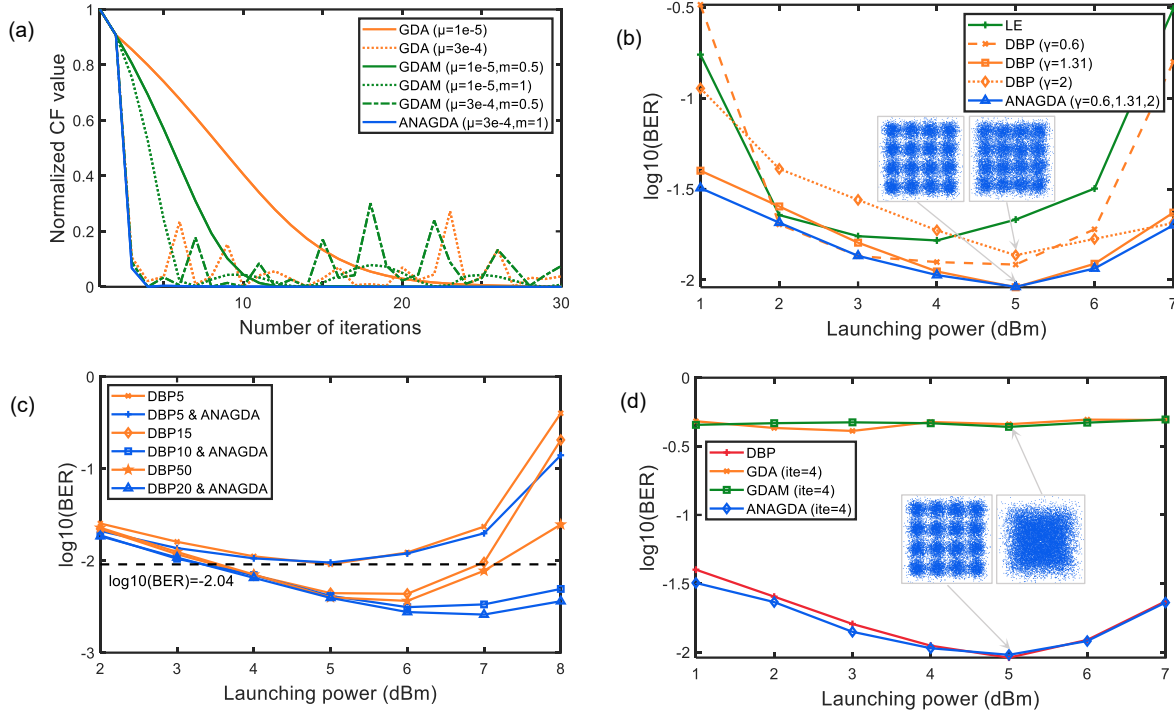 (a)
Normalized CF value
1
0.8
0.6
0.4
0.2
0
10
20
30
Number of iterations
GDA (μ=1e-5)
GDA (μ=3e-4)
GDAM (μ=1e-5,m=0.5)
GDAM (μ=1e-5,m=1)
GDAM (μ=3e-4,m=0.5)
ANAGDA (μ=3e-4,m=1)
(b)
log10(BER)
-0.5
-1
-1.5
-2
1
2
3
4
5
6
7
Launching power (dBm)
LE
DBP (γ=0.6)
DBP (γ=1.31)
DBP (γ=2)
ANAGDA (γ=0.6,1.31,2)
(c)
log10(BER)
0
-1
-2
-3
2
3
4
5
6
7
8
Launching power (dBm)
DBP5
DBP5 & ANAGDA
DBP15
DBP10 & ANAGDA
DBP50
DBP20 & ANAGDA
log10(BER)=-2.04
(d)
log10(BER)
0
-0.5
-1
-1.5
-2
1
2
3
4
5
6
7
Launching power (dBm)
DBP
GDA (ite=4)
GDAM (ite=4)
ANAGDA (ite=4)